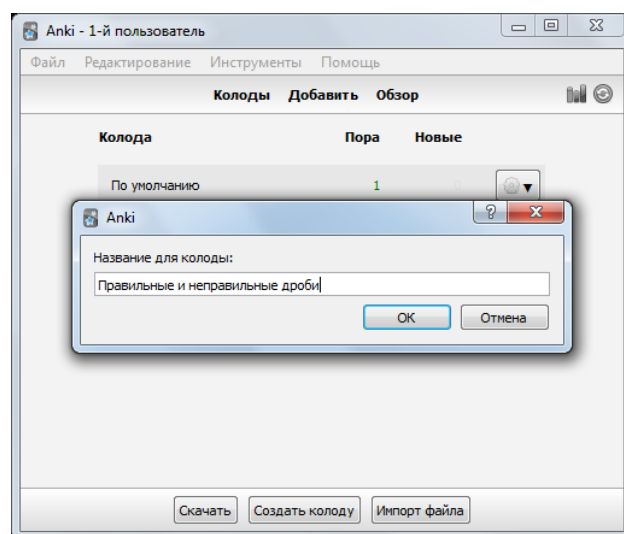 Anki - 1-й пользователь
Файл Редактирование Инструменты Помощь
Колоды Добавить Обзор
Колода Пора Новые
По умолчанию 1 0
Anki
Название для колоды:
Правильные и неправильные дроби
OK Отмена
Скачать Создать колоду Импорт файла